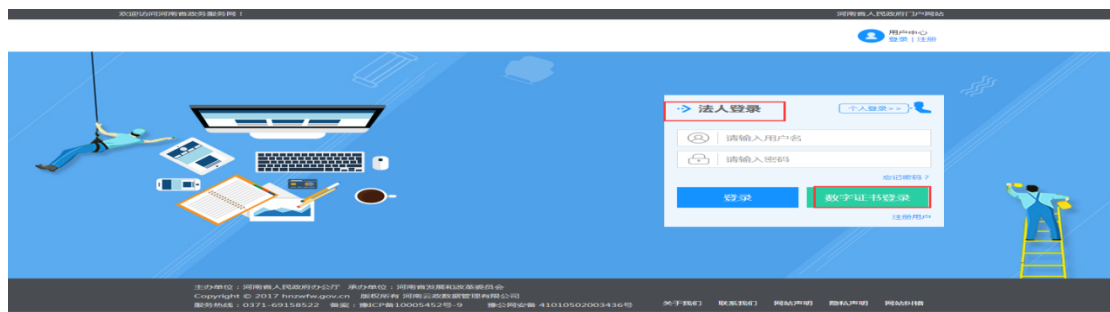 欢迎访问河南省政务服务网！
河南省人民政府门户网站
用户中心
登录 | 注册
法人登录
个人登录>>
请输入用户名
请输入密码
忘记密码？
登录
数字证书登录
注册用户
主办单位：河南省人民政府办公厅 承办单位：河南省发展和改革委员会
Copyright © 2017 hnzwfw.gov.cn 版权所有 河南云政数据管理有限公司
服务热线：0371-69158522 备案：豫ICP备10005452号-9 豫公网安备 41010502003436号
关于我们 联系我们 网站声明 隐私声明 网站纠错